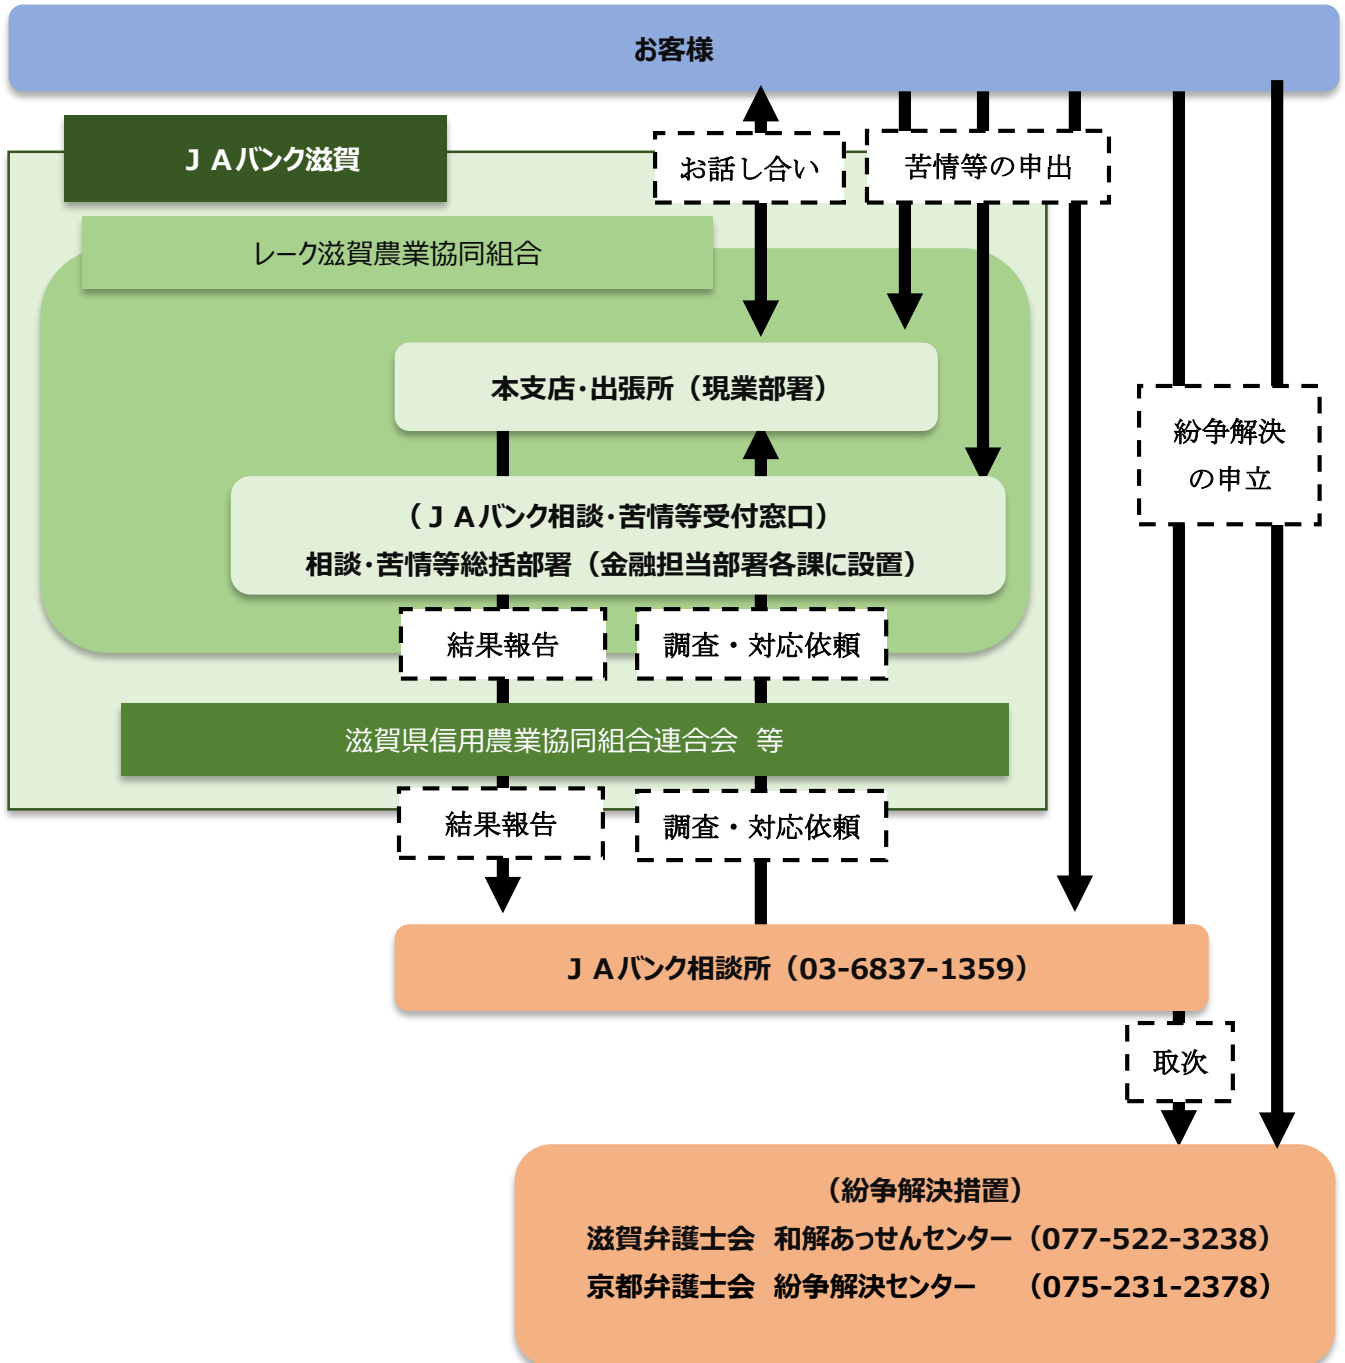 お客様
ＪＡバンク滋賀
お話し合い
苦情等の申出
レーク滋賀農業協同組合
本支店・出張所（現業部署）
紛争解決
の申立
（ＪＡバンク相談・苦情等受付窓口）
相談・苦情等総括部署（金融担当部署各課に設置）
結果報告
調査・対応依頼
滋賀県信用農業協同組合連合会　等
結果報告
調査・対応依頼
ＪＡバンク相談所（03-6837-1359）
取次
（紛争解決措置）
滋賀弁護士会　和解あっせんセンター（077-522-3238）
京都弁護士会　紛争解決センター　（075-231-2378）